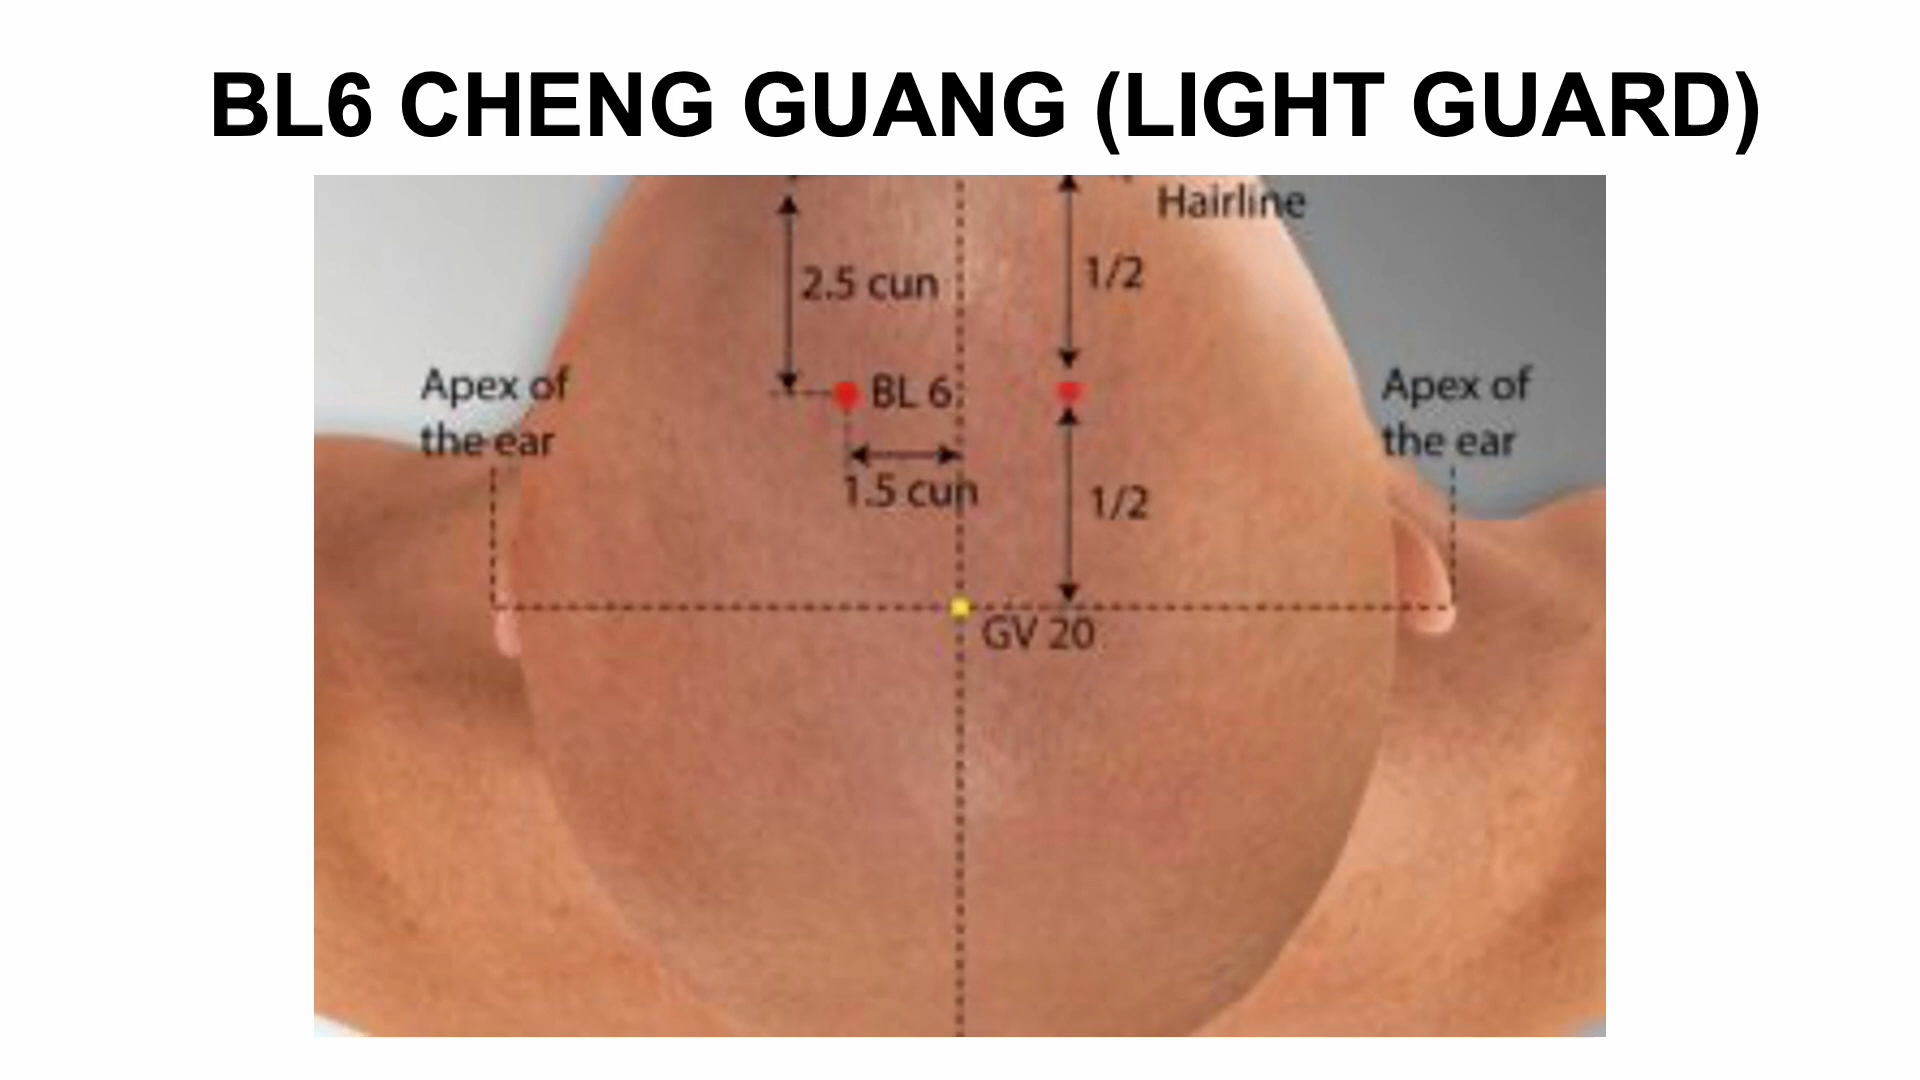 BL6 CHENG GUANG (LIGHT GUARD)
Hairline
2.5 cun
1/2
Apex of
the ear
BL 6
Apex of
the ear
1.5 cun
1/2
GV 20